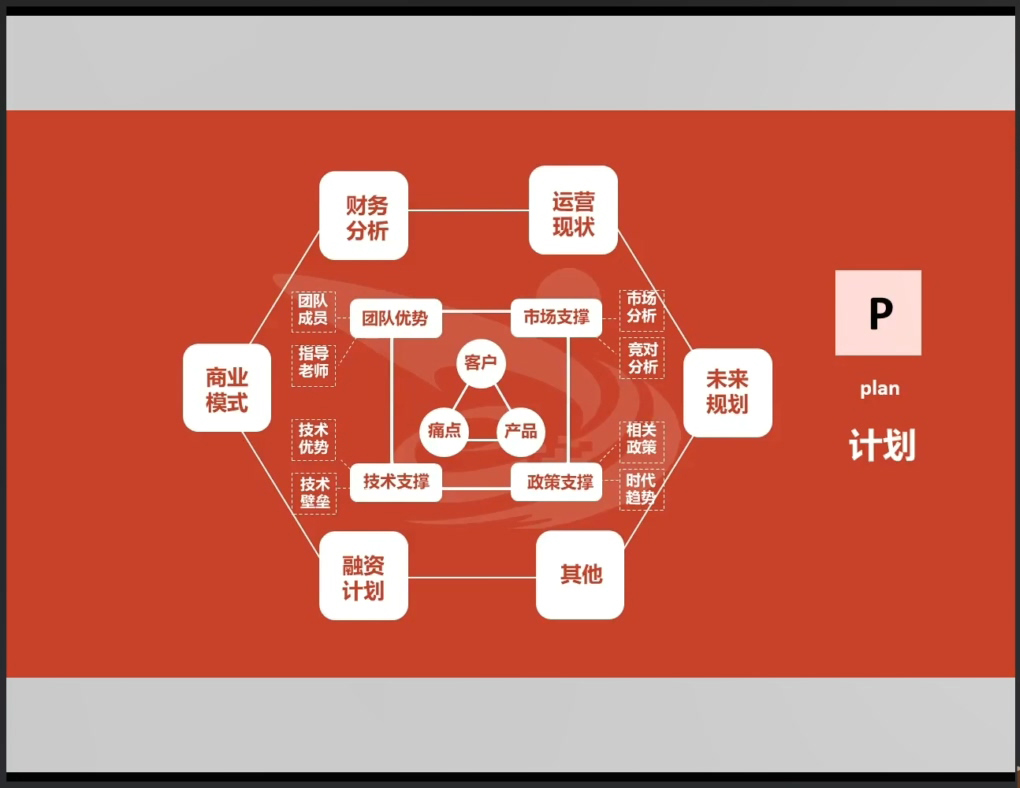 财务
分析
运营
现状
团队
成员
团队优势
市场支撑
市场
分析
指导
老师
客户
竞对
分析
商业
模式
未来
规划
痛点
产品
技术
优势
相关
政策
技术
壁垒
技术支撑
政策支撑
时代
趋势
融资
计划
其他
P
plan
计划